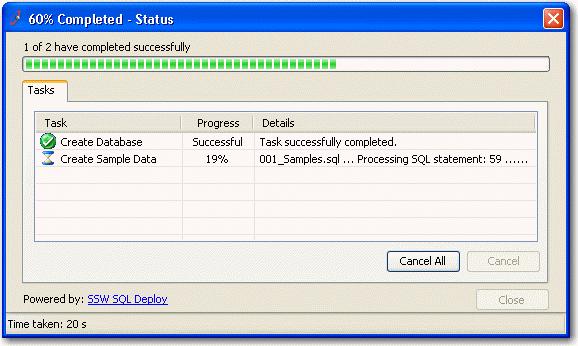 60% Completed - Status
1 of 2 have completed successfully
Tasks
Task Progress Details
Create Database Successful Task successfully completed.
Create Sample Data 19% 001_Samples.sql ... Processing SQL statement: 59 ......
Cancel All Cancel
Powered by: SSW SQL Deploy Close
Time taken: 20 s